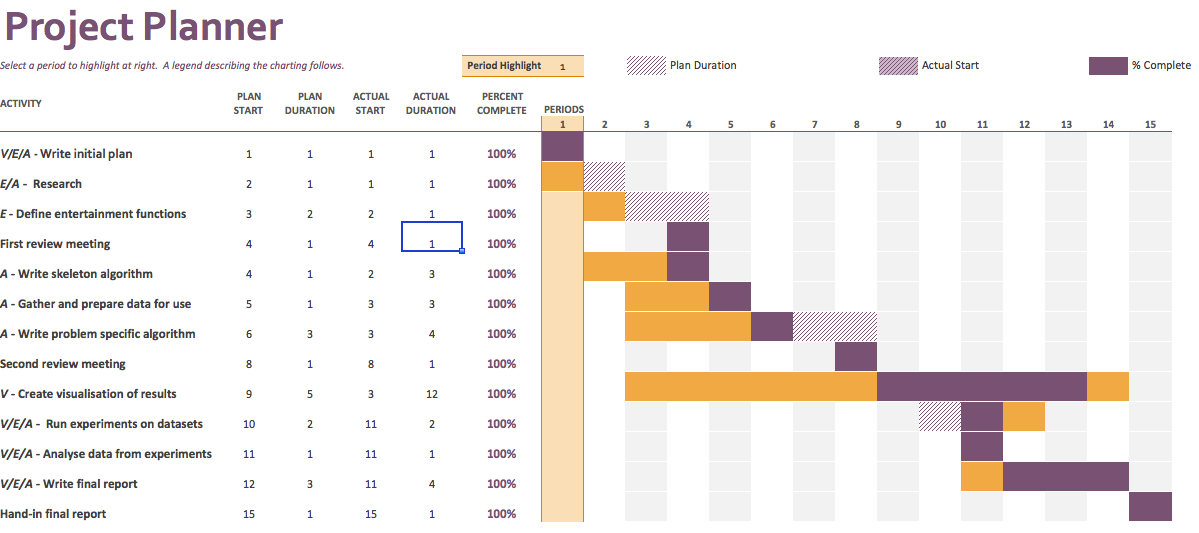 Project Planner
Select a period to highlight at right.  A legend describing the charting follows.
Period Highlight 1
Plan Duration
Actual Start
% Complete
ACTIVITY PLAN START PLAN DURATION ACTUAL START ACTUAL DURATION PERCENT COMPLETE PERIODS
1 2 3 4 5 6 7 8 9 10 11 12 13 14 15
V/E/A - Write initial plan 1 1 1 1 100%
E/A -  Research 2 1 1 1 100%
E - Define entertainment functions 3 2 2 1 100%
First review meeting 4 1 4 1 100%
A - Write skeleton algorithm 4 1 2 3 100%
A - Gather and prepare data for use 5 1 3 3 100%
A - Write problem specific algorithm 6 3 3 4 100%
Second review meeting 8 1 8 1 100%
V - Create visualisation of results 9 5 3 12 100%
V/E/A -  Run experiments on datasets 10 2 11 2 100%
V/E/A - Analyse data from experiments 11 1 11 1 100%
V/E/A - Write final report 12 3 11 4 100%
Hand-in final report 15 1 15 1 100%